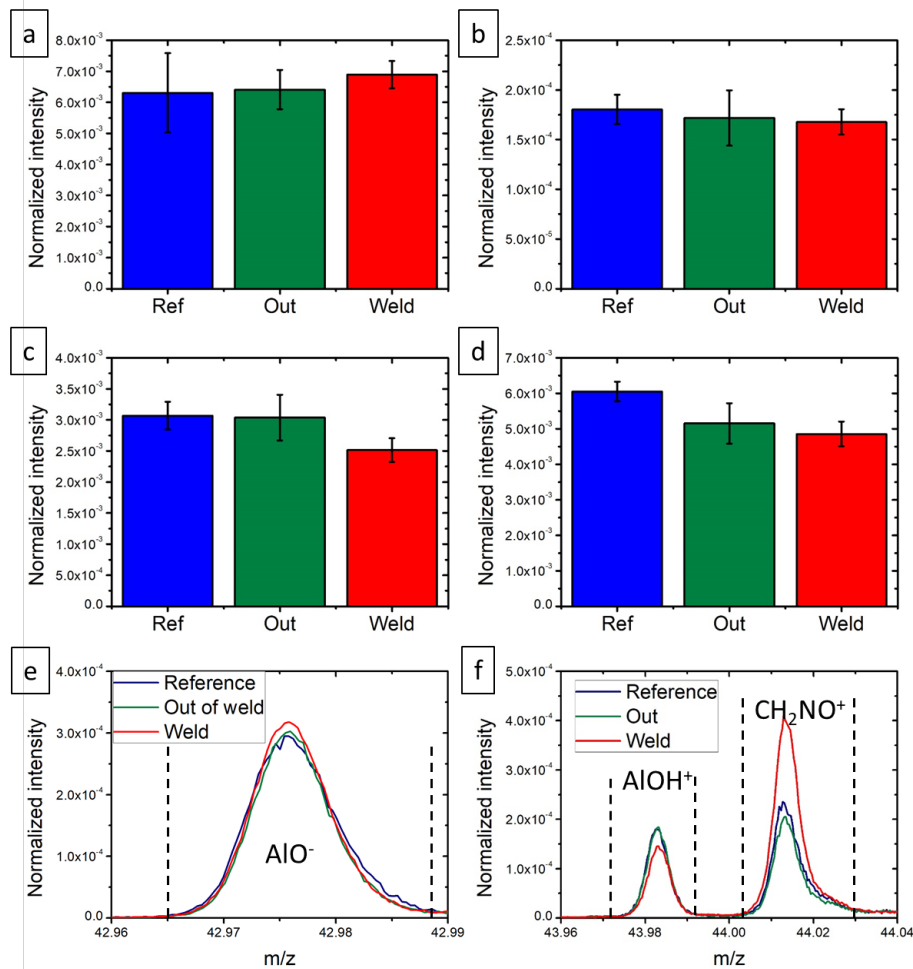 a
8.0x10⁻³
7.0x10⁻³
6.0x10⁻³
5.0x10⁻³
4.0x10⁻³
3.0x10⁻³
2.0x10⁻³
1.0x10⁻³
0.0
Normalized intensity
Ref Out Weld
b
2.5x10⁻⁴
2.0x10⁻⁴
1.5x10⁻⁴
1.0x10⁻⁴
5.0x10⁻⁵
0.0
Normalized intensity
Ref Out Weld
c
4.0x10⁻³
3.5x10⁻³
3.0x10⁻³
2.5x10⁻³
2.0x10⁻³
1.5x10⁻³
1.0x10⁻³
5.0x10⁻⁴
0.0
Normalized intensity
Ref Out Weld
d
7.0x10⁻³
6.0x10⁻³
5.0x10⁻³
4.0x10⁻³
3.0x10⁻³
2.0x10⁻³
1.0x10⁻³
0.0
Normalized intensity
Ref Out Weld
e
4.0x10⁻⁴
3.0x10⁻⁴
2.0x10⁻⁴
1.0x10⁻⁴
0.0
Normalized intensity
Reference
Out of weld
Weld
AlO⁻
42.96 42.97 42.98 42.99
m/z
f
5.0x10⁻⁴
4.0x10⁻⁴
3.0x10⁻⁴
2.0x10⁻⁴
1.0x10⁻⁴
0.0
Normalized intensity
Reference
Out
Weld
CH₂NO⁺
AlOH⁺
43.96 43.98 44.00 44.02 44.04
m/z